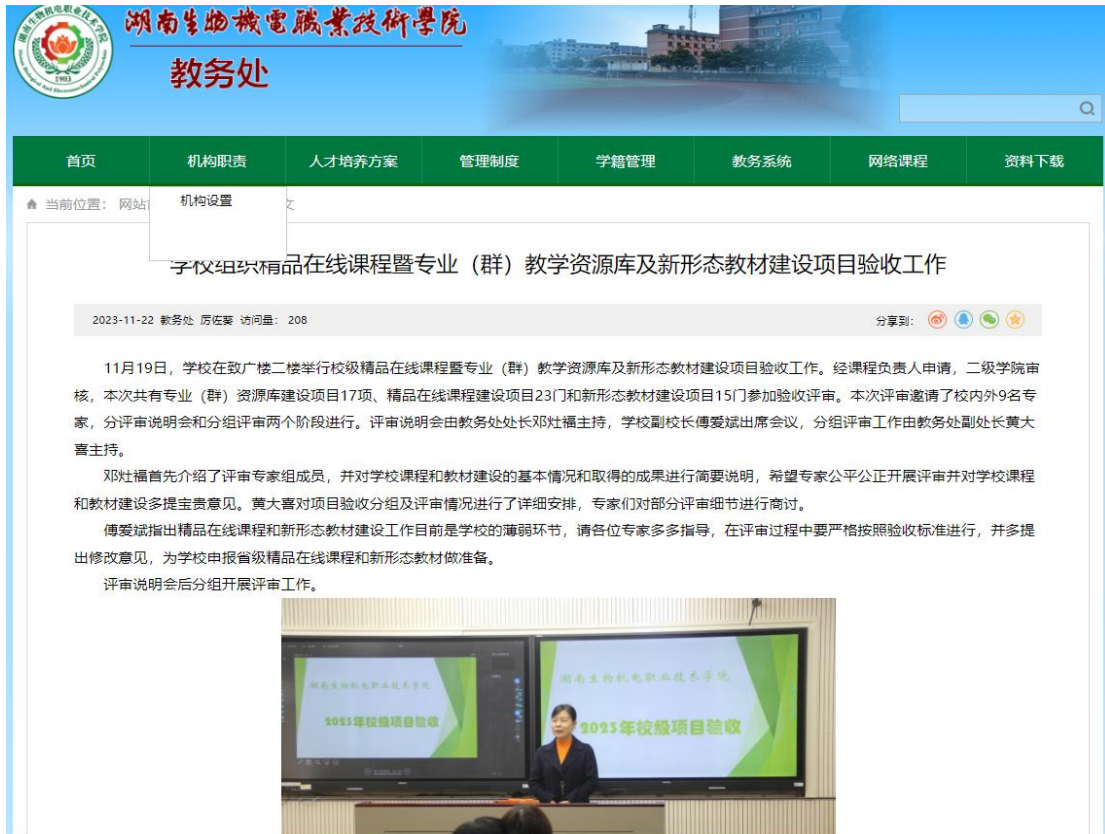 湖南生物機電職業技術學院
教务处
首页 机构职责 人才培养方案 管理制度 学籍管理 教务系统 网络课程 资料下载
当前位置： 网站 文
机构设置
学校组织精品在线课程暨专业（群）教学资源库及新形态教材建设项目验收工作
2023-11-22 教务处 厉佐葵 访问量： 208 分享到：
11月19日，学校在致广楼二楼举行校级精品在线课程暨专业（群）教学资源库及新形态教材建设项目验收工作。经课程负责人申请，二级学院审
核，本次共有专业（群）资源库建设项目17项、精品在线课程建设项目23门和新形态教材建设项目15门参加验收评审。本次评审邀请了校内外9名专
家，分评审说明会和分组评审两个阶段进行。评审说明会由教务处处长邓灶福主持，学校副校长傅爱斌出席会议，分组评审工作由教务处副处长黄大
喜主持。
邓灶福首先介绍了评审专家组成员，并对学校课程和教材建设的基本情况和取得的成果进行简要说明，希望专家公平公正开展评审并对学校课程
和教材建设多提宝贵意见。黄大喜对项目验收分组及评审情况进行了详细安排，专家们对部分评审细节进行商讨。
傅爱斌指出精品在线课程和新形态教材建设工作目前是学校的薄弱环节，请各位专家多多指导，在评审过程中要严格按照验收标准进行，并多提
出修改意见，为学校申报省级精品在线课程和新形态教材做准备。
评审说明会后分组开展评审工作。
湖南生物机电职业技术学院
2023年校级项目验收
湖南生物机电职业技术学院
2023年校级项目验收